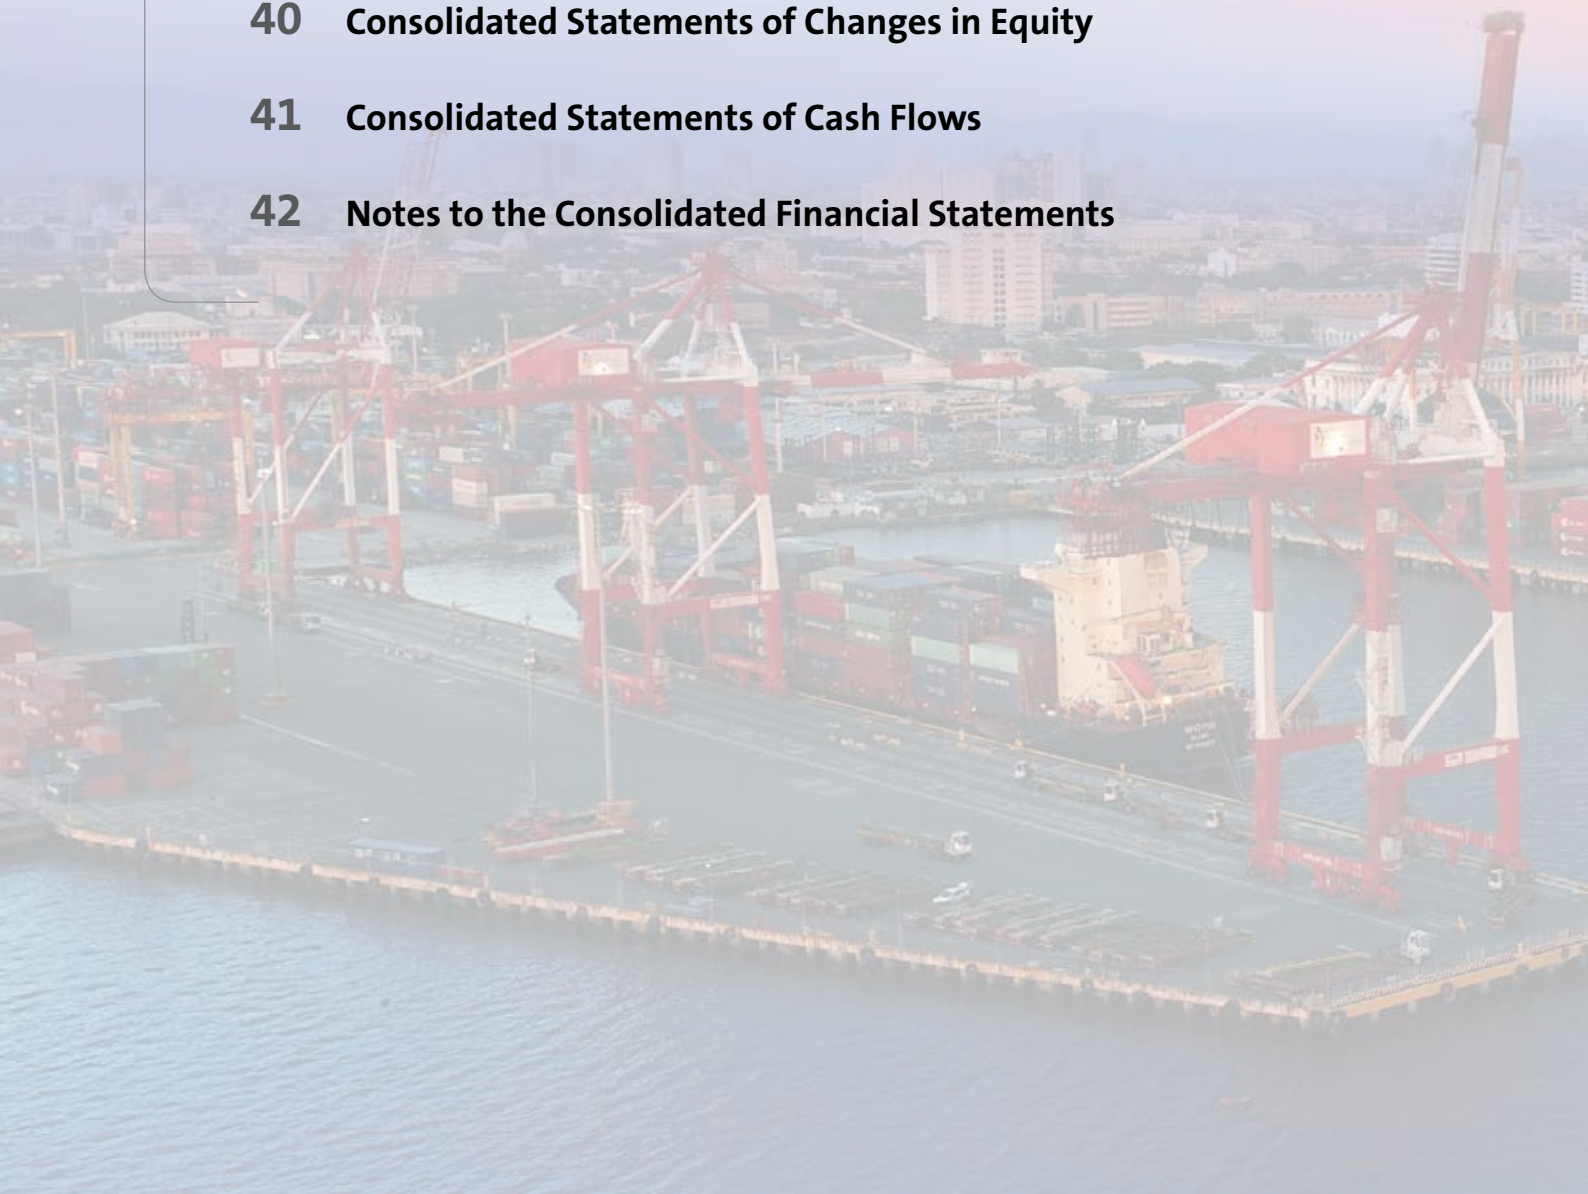 40 Consolidated Statements of Changes in Equity
41 Consolidated Statements of Cash Flows
42 Notes to the Consolidated Financial Statements